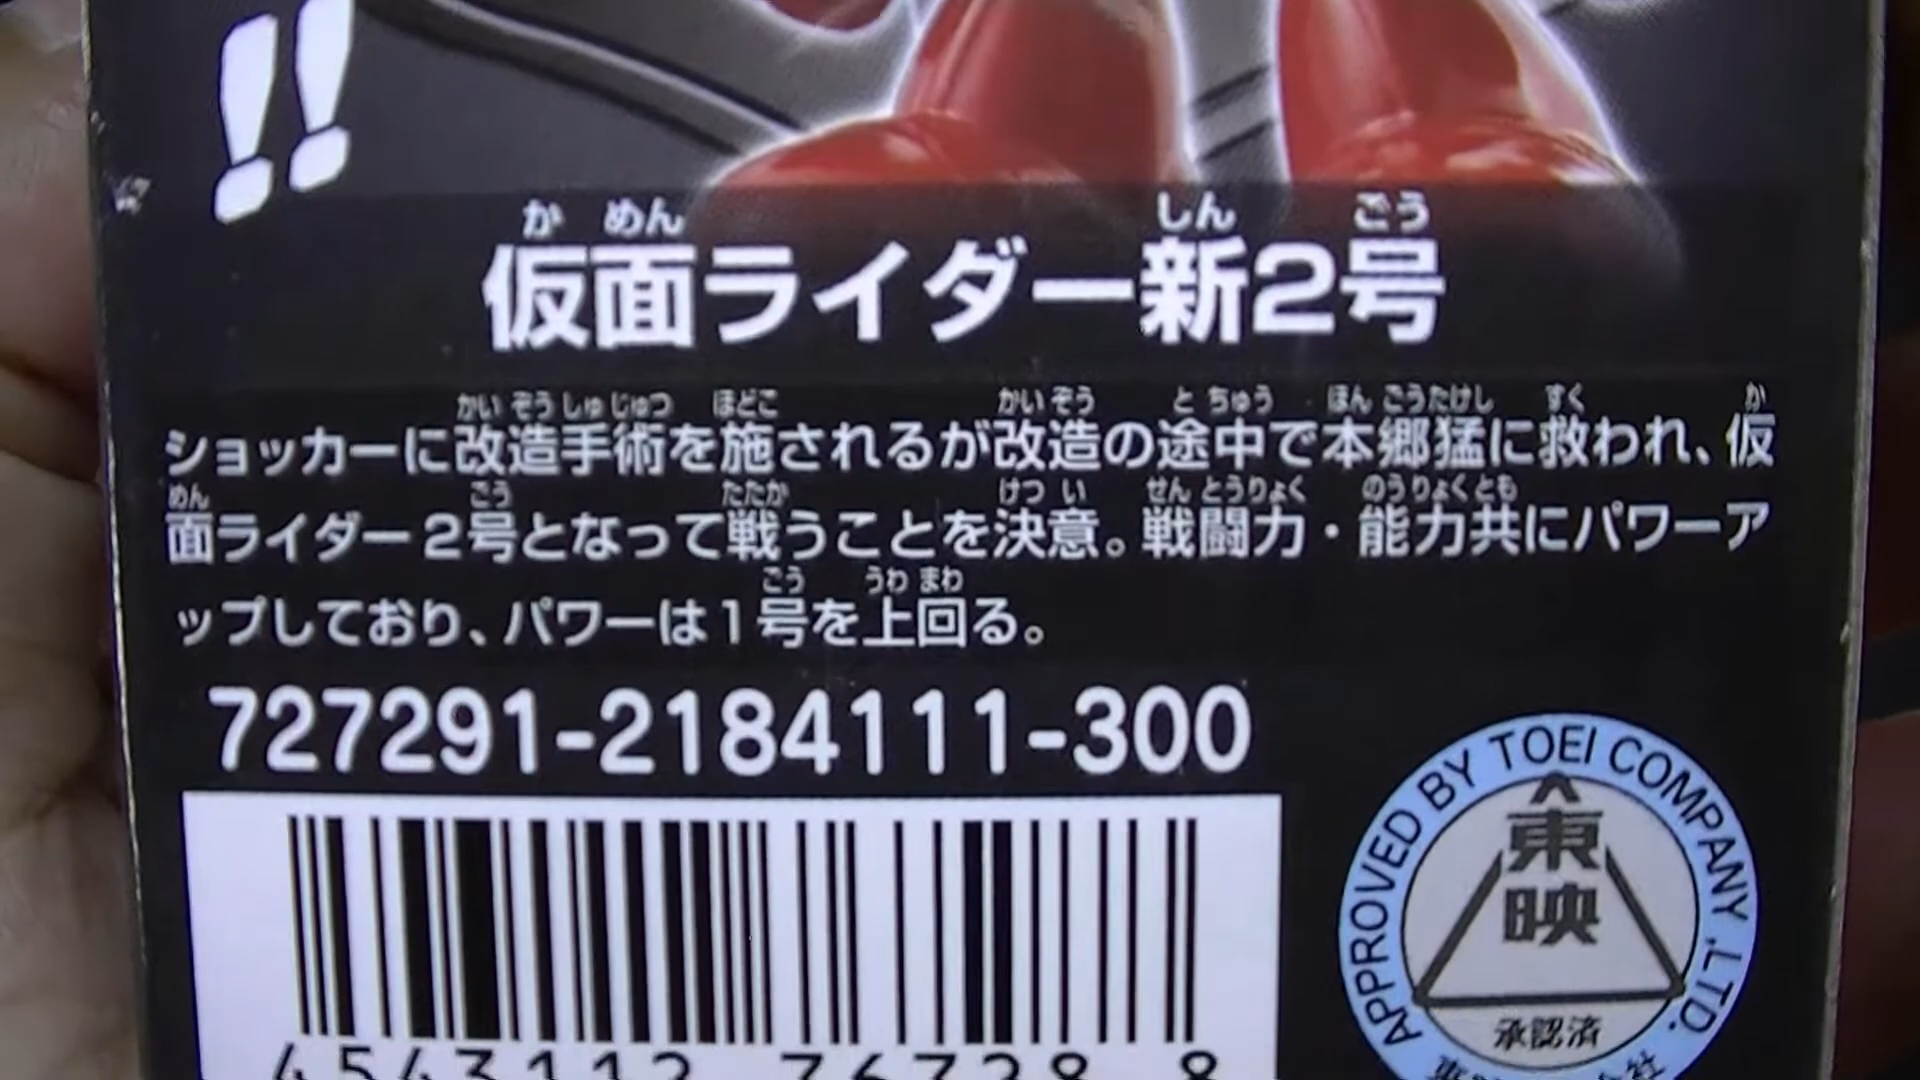 !!
か めん しん ごう
仮面ライダー新2号
かい ぞう しゅ じゅつ ほどこ かい ぞう と ちゅう ほん ごう たけし すく か
ショッカーに改造手術を施されるが改造の途中で本郷猛に救われ、仮
めん ごう たたか けつ い せん とう りょく のう りょく とも
面ライダー2号となって戦うことを決意。戦闘力・能力共にパワーア
ごう うわ まわ
ップしており、パワーは1号を上回る。
727291-2184111-300
4543112 76728 8
APPROVED BY TOEI COMPANY ,LTD.
東映
承認済